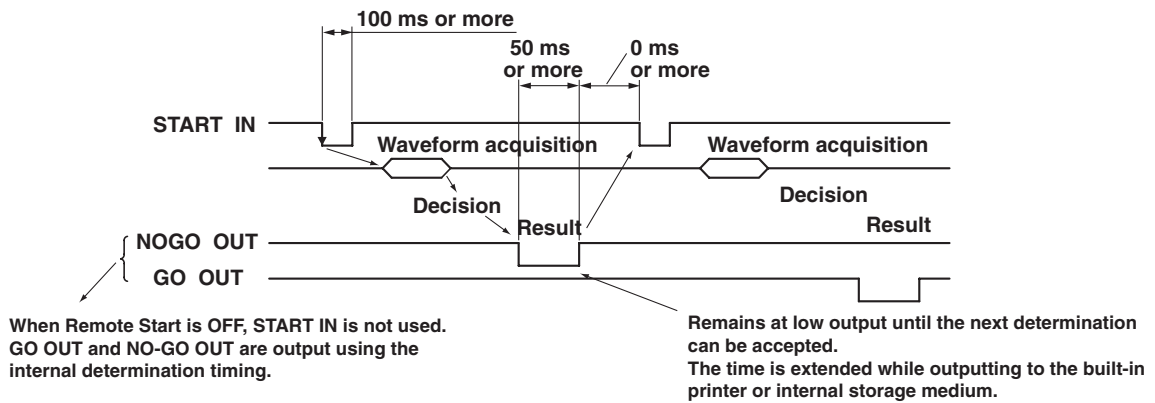 100 ms or more
50 ms
or more
0 ms
or more
START IN
Waveform acquisition
Waveform acquisition
Decision
Decision
Result
Result
NOGO OUT
GO OUT
When Remote Start is OFF, START IN is not used.
GO OUT and NO-GO OUT are output using the
internal determination timing.
Remains at low output until the next determination
can be accepted.
The time is extended while outputting to the built-in
printer or internal storage medium.